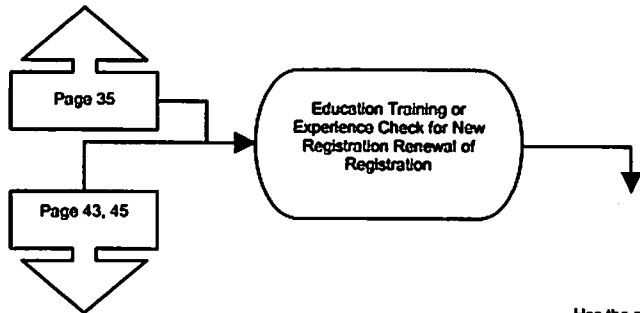 Page 35
Education Training or
Experience Check for New
Registration Renewal of
Registration
Page 43, 45